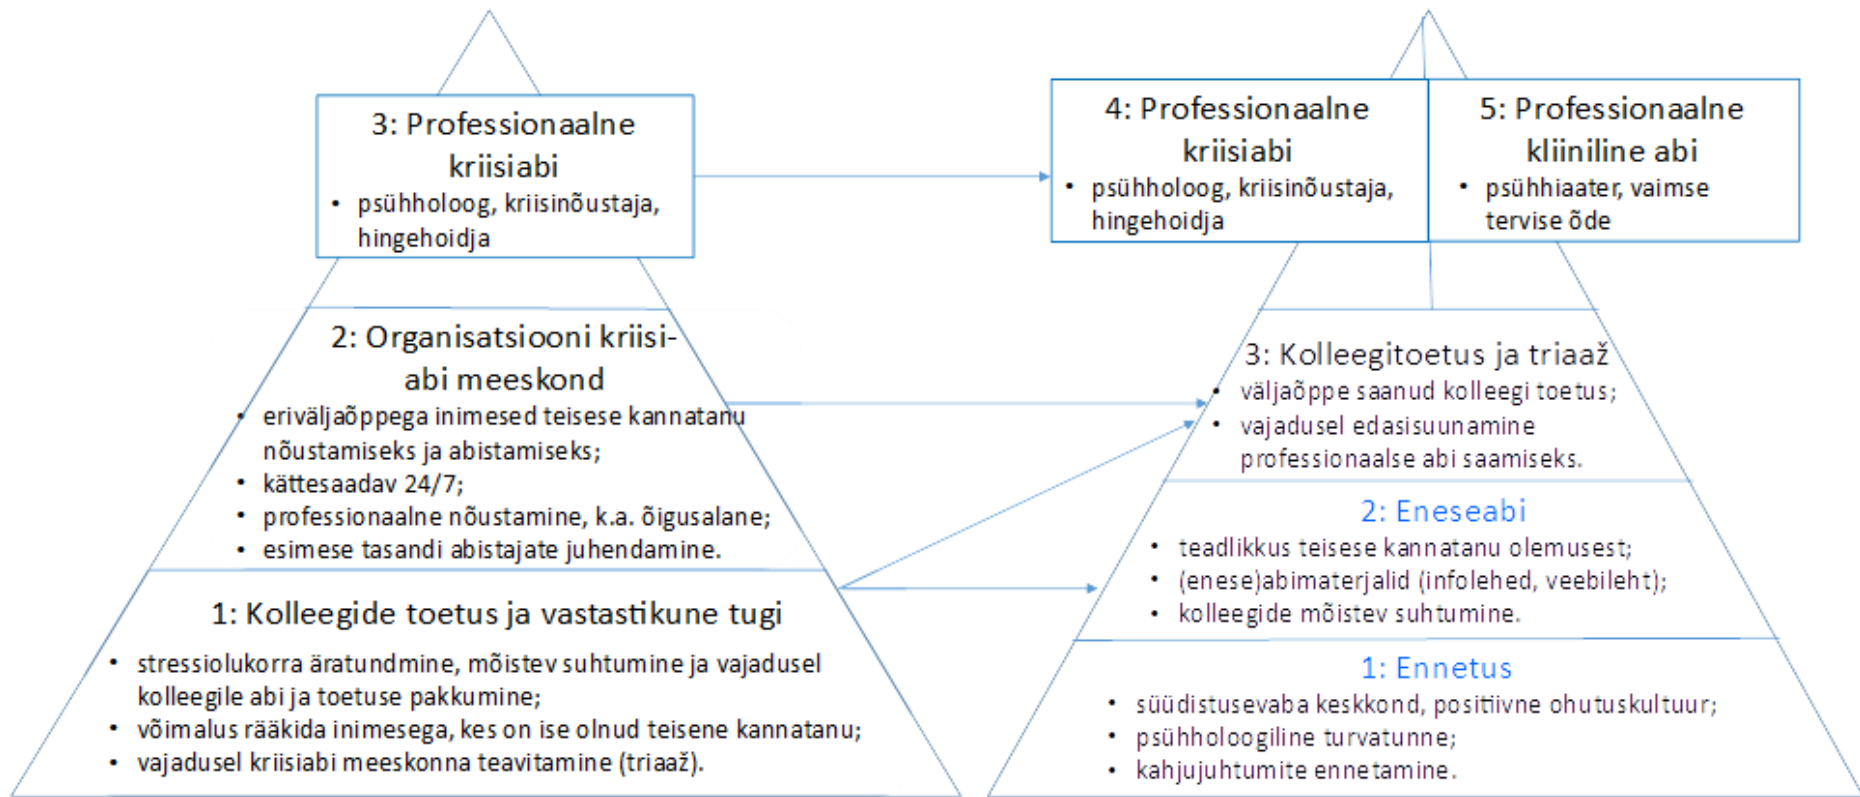 3: Professionaalne
kriisiabi
• psühholoog, kriisinõustaja,
hingehoidja
2: Organisatsiooni kriisi-
abi meeskond
• eriväljaõppega inimesed teisese kannatanu
nõustamiseks ja abistamiseks;
• kättesaadav 24/7;
• professionaalne nõustamine, k.a. õigusalane;
• esimese tasandi abistajate juhendamine.
1: Kolleegide toetus ja vastastikune tugi
• stressiolukorra äratundmine, mõistev suhtumine ja vajadusel
kolleegile abi ja toetuse pakkumine;
• võimalus rääkida inimesega, kes on ise olnud teisene kannatanu;
• vajadusel kriisiabi meeskonna teavitamine (triaaž).
4: Professionaalne
kriisiabi
• psühholoog, kriisinõustaja,
hingehoidja
5: Professionaalne
kliiniline abi
• psühhiaater, vaimse
tervise õde
3: Kolleegitoetus ja triaaž
• väljaõppe saanud kolleegi toetus;
• vajadusel edasisuunamine
professionaalse abi saamiseks.
2: Eneseabi
• teadlikkus teisese kannatanu olemusest;
• (enese)abimaterjalid (infolehed, veebileht);
• kolleegide mõistev suhtumine.
1: Ennetus
• süüdistusevaba keskkond, positiivne ohutuskultuur;
• psühholoogiline turvatunne;
• kahjujuhtumite ennetamine.